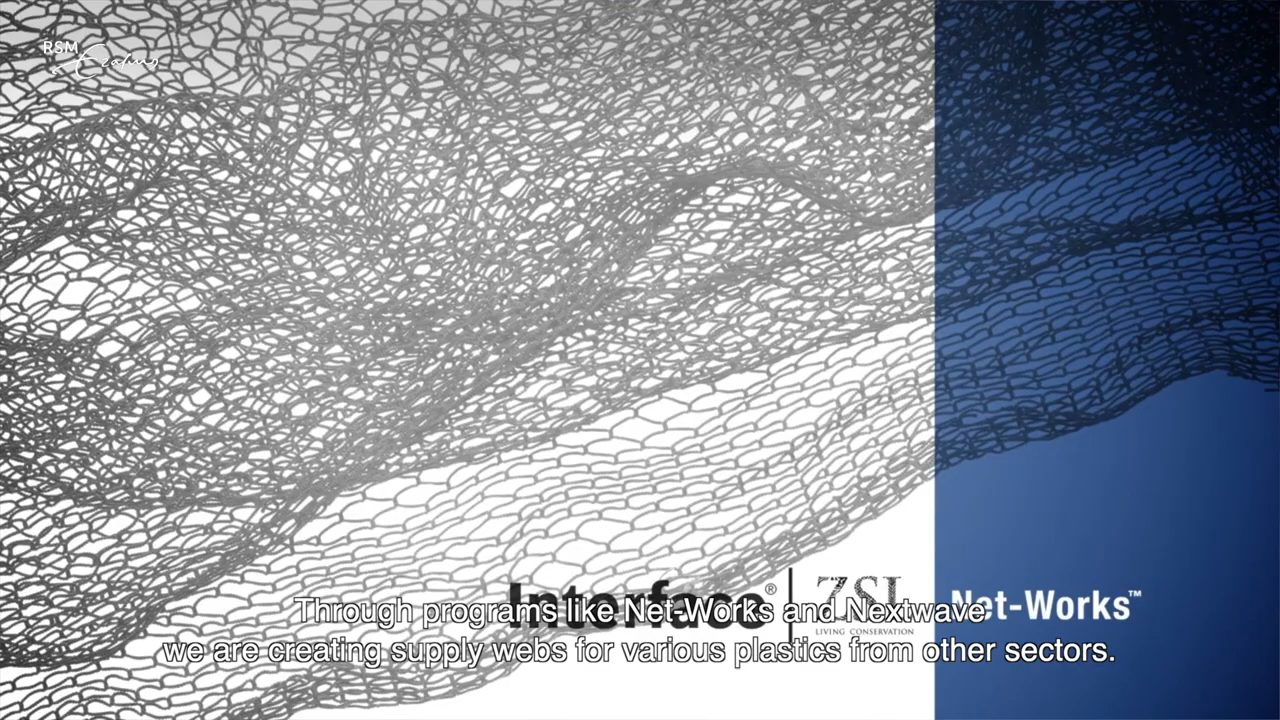 RSM
Erasmus
Interface®
ZSL
LIVING CONSERVATION
Net-Works™
Through programs like Net-Works and Nextwave
we are creating supply webs for various plastics from other sectors.